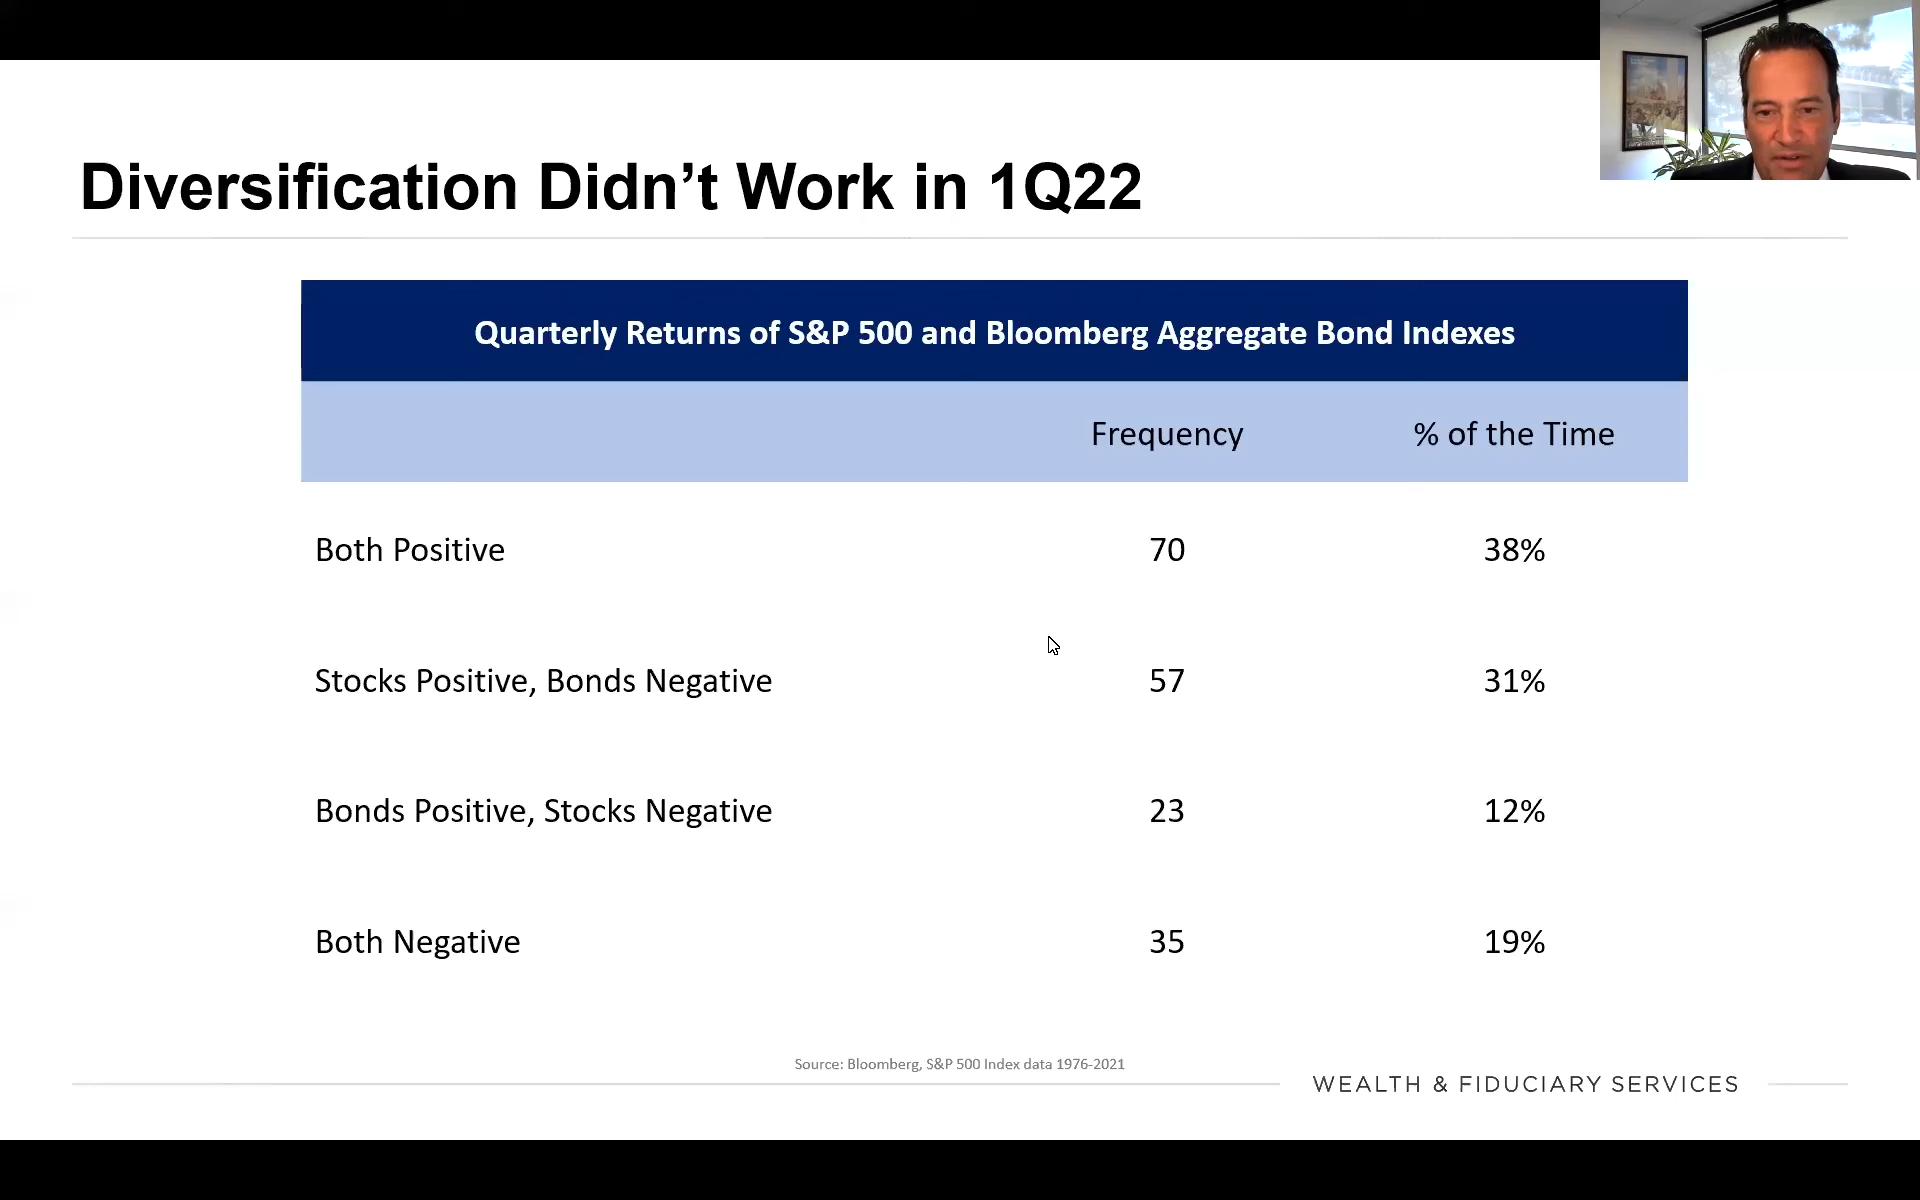 Diversification Didn’t Work in 1Q22
Quarterly Returns of S&P 500 and Bloomberg Aggregate Bond Indexes
Frequency % of the Time
Both Positive 70 38%
Stocks Positive, Bonds Negative 57 31%
Bonds Positive, Stocks Negative 23 12%
Both Negative 35 19%
Source: Bloomberg, S&P 500 Index data 1976-2021
WEALTH & FIDUCIARY SERVICES